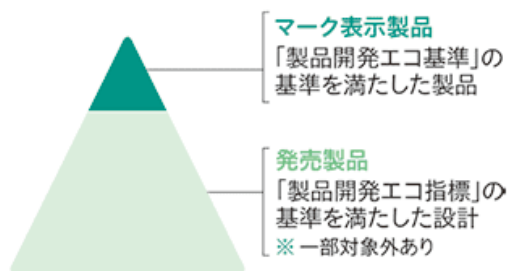 マーク表示製品
「製品開発エコ基準」の
基準を満たした製品
発売製品
「製品開発エコ指標」の
基準を満たした設計
※ 一部対象外あり